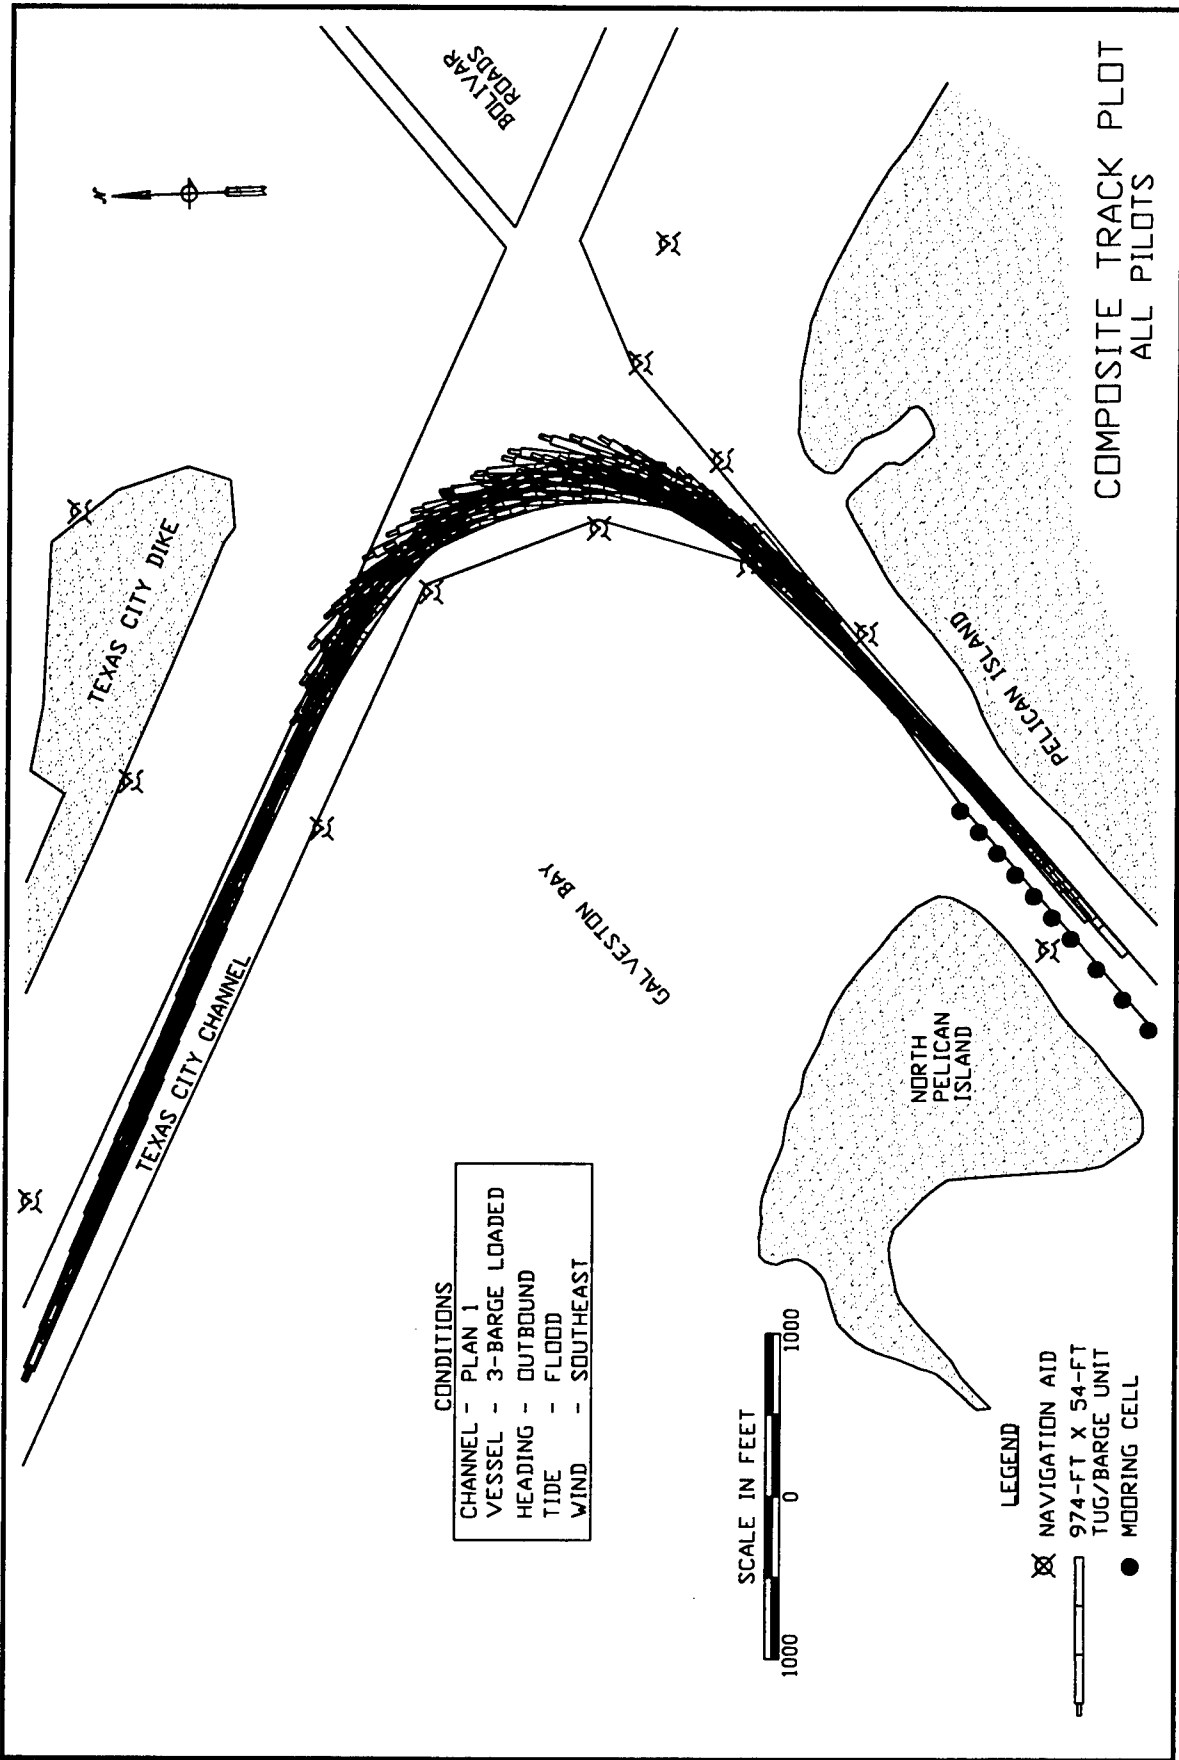 BOLIVAR
ROADS
N
TEXAS CITY DIKE
TEXAS CITY CHANNEL
GALVESTON BAY
PELICAN ISLAND
NORTH
PELICAN
ISLAND
CONDITIONS
CHANNEL - PLAN 1
VESSEL - 3-BARGE LOADED
HEADING - OUTBOUND
TIDE - FLOOD
WIND - SOUTHEAST
SCALE IN FEET
1000 0 1000
LEGEND
NAVIGATION AID
974-FT X 54-FT
TUG/BARGE UNIT
MOORING CELL
COMPOSITE TRACK PLOT
ALL PILOTS